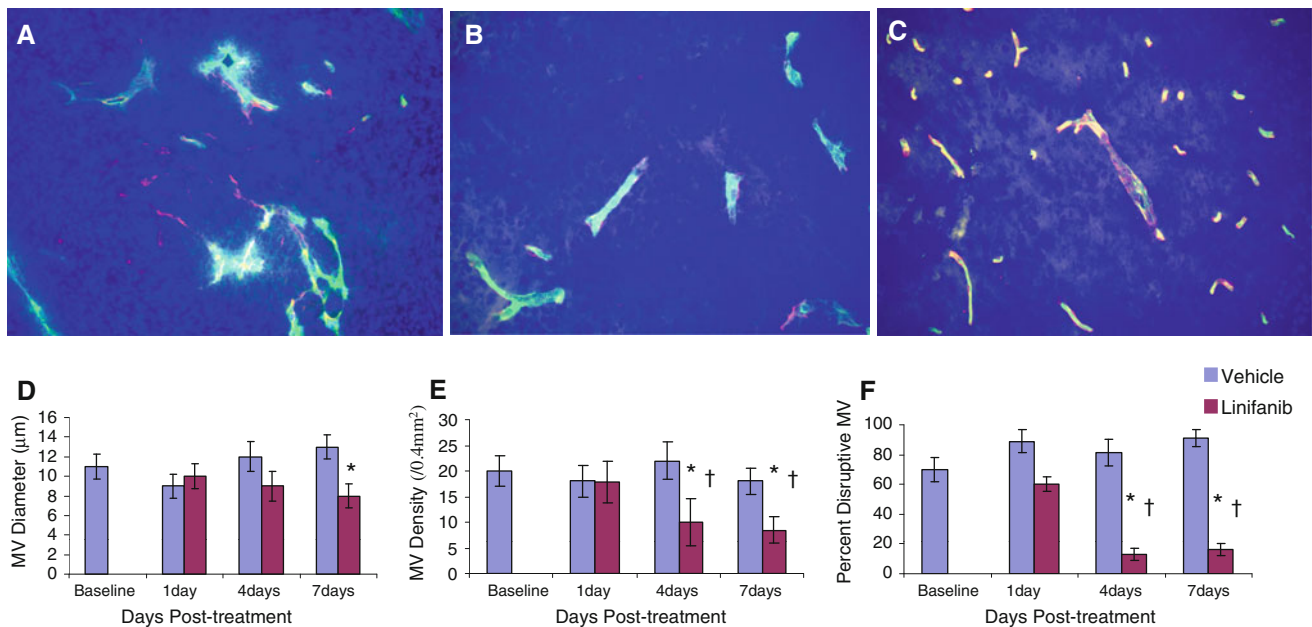 A
B
C
D
MV Diameter (µm)
16
14
12
10
8
6
4
2
0
*
Baseline
1day
4days
7days
Days Post-treatment
E
MV Density (/0.4mm²)
30
25
20
15
10
5
0
* †
* †
Baseline
1day
4days
7days
Days Post-treatment
F
Vehicle
Linifanib
Percent Disruptive MV
100
80
60
40
20
0
* †
* †
Baseline
1day
4days
7days
Days Post-treatment